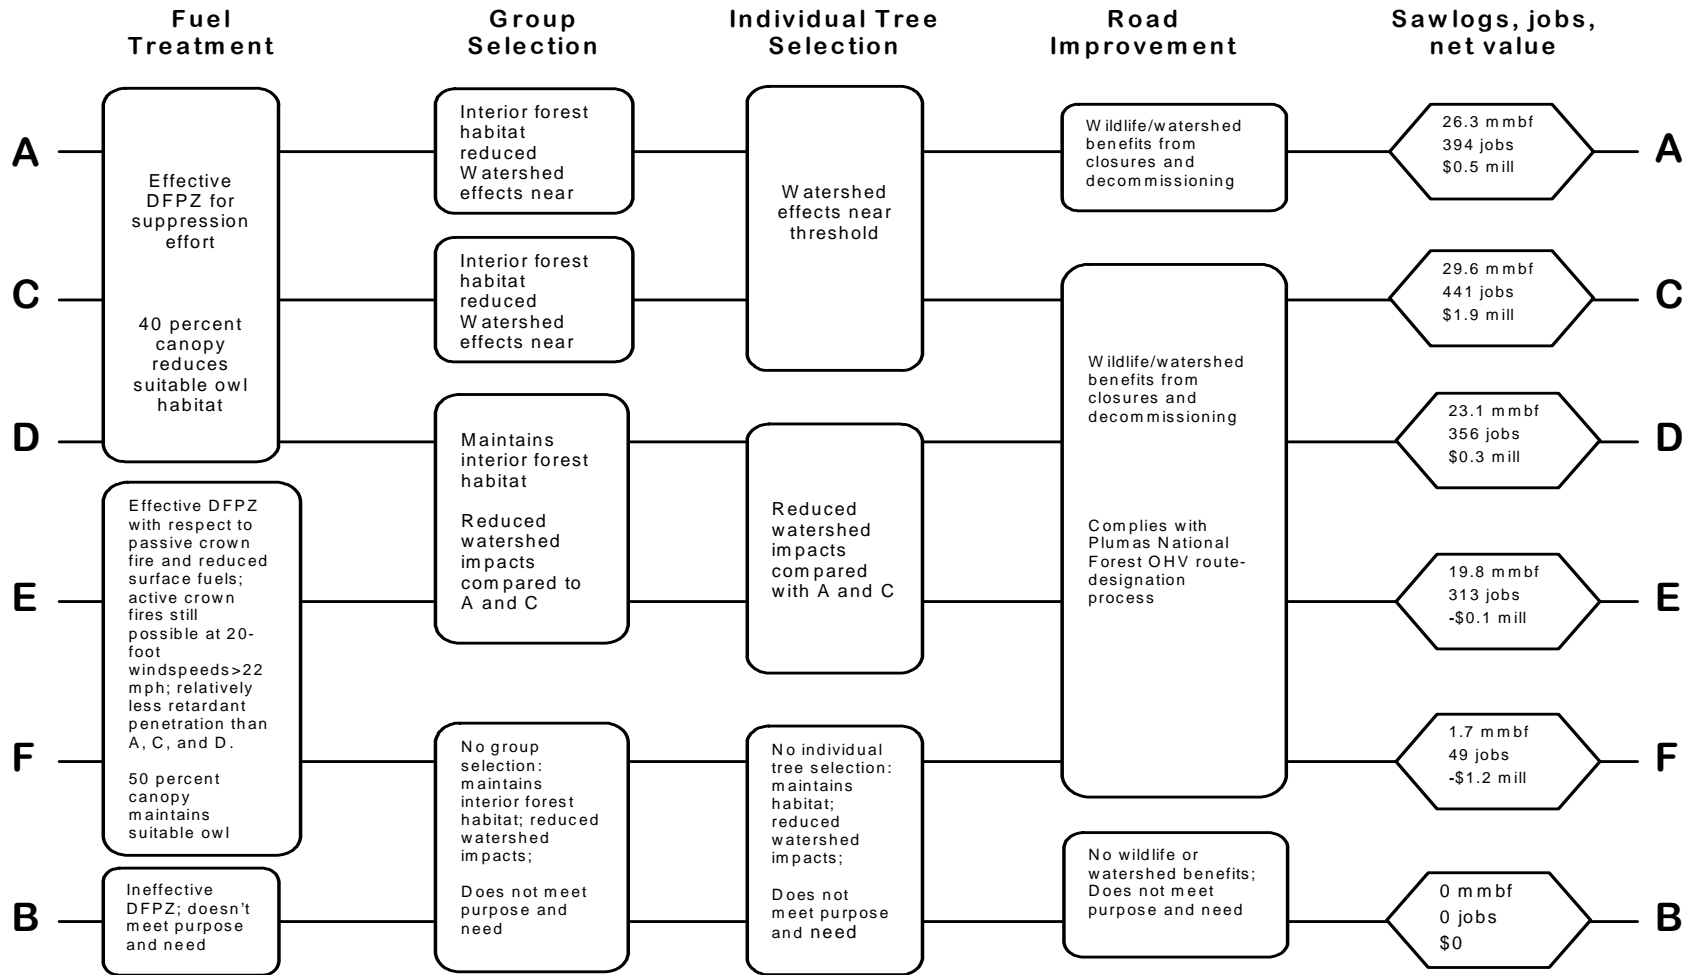 Fuel
Treatment
Group
Selection
Individual Tree
Selection
Road
Improvement
Sawlogs, jobs,
net value
A
Effective
DFPZ for
suppression
effort
40 percent
canopy
reduces
suitable owl
habitat
Interior forest
habitat
reduced
Watershed
effects near
Watershed
effects near
threshold
Wildlife/watershed
benefits from
closures and
decommissioning
26.3 mmbf
394 jobs
$0.5 mill
A
C
Interior forest
habitat
reduced
Watershed
effects near
Wildlife/watershed
benefits from
closures and
decommissioning
Complies with
Plumas National
Forest OHV route-
designation
process
29.6 mmbf
441 jobs
$1.9 mill
C
D
Maintains
interior forest
habitat
Reduced
watershed
impacts
compared to
A and C
Reduced
watershed
impacts
compared
with A and C
23.1 mmbf
356 jobs
$0.3 mill
D
E
Effective DFPZ
with respect to
passive crown
fire and reduced
surface fuels;
active crown
fires still
possible at 20-
foot
windspeeds>22
mph; relatively
less retardant
penetration than
A, C, and D.
50 percent
canopy
maintains
suitable owl
19.8 mmbf
313 jobs
-$0.1 mill
E
F
No group
selection:
maintains
interior forest
habitat; reduced
watershed
impacts;
Does not meet
purpose and
need
No individual
tree selection:
maintains
habitat;
reduced
watershed
impacts;
Does not
meet purpose
and need
1.7 mmbf
49 jobs
-$1.2 mill
F
B
Ineffective
DFPZ; doesn't
meet purpose
and need
No wildlife or
watershed benefits;
Does not meet
purpose and need
0 mmbf
0 jobs
$0
B